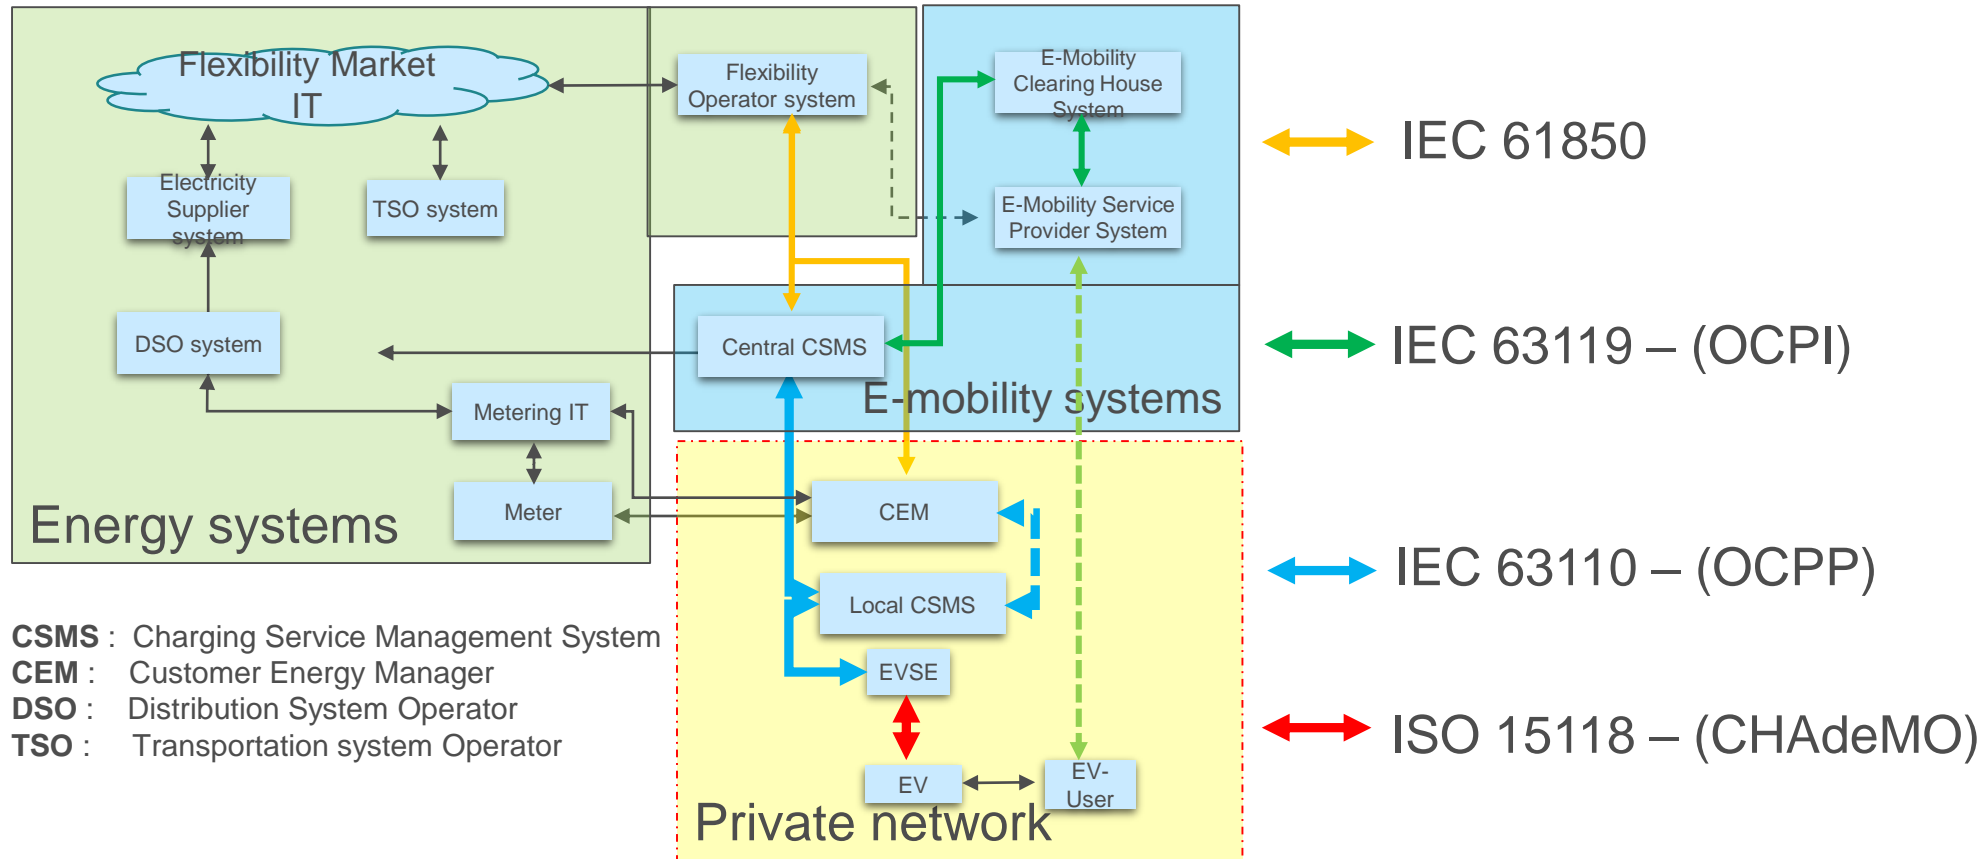 Flexibility Market
IT
Flexibility
Operator system
E-Mobility
Clearing House
System
Electricity
Supplier
system
TSO system
E-Mobility Service
Provider System
DSO system
Central CSMS
E-mobility systems
Metering IT
Meter
Energy systems
CEM
Local CSMS
EVSE
EV
EV-
User
Private network
IEC 61850
IEC 63119 – (OCPI)
IEC 63110 – (OCPP)
ISO 15118 – (CHAdeMO)
CSMS : Charging Service Management System
CEM : Customer Energy Manager
DSO : Distribution System Operator
TSO : Transportation system Operator